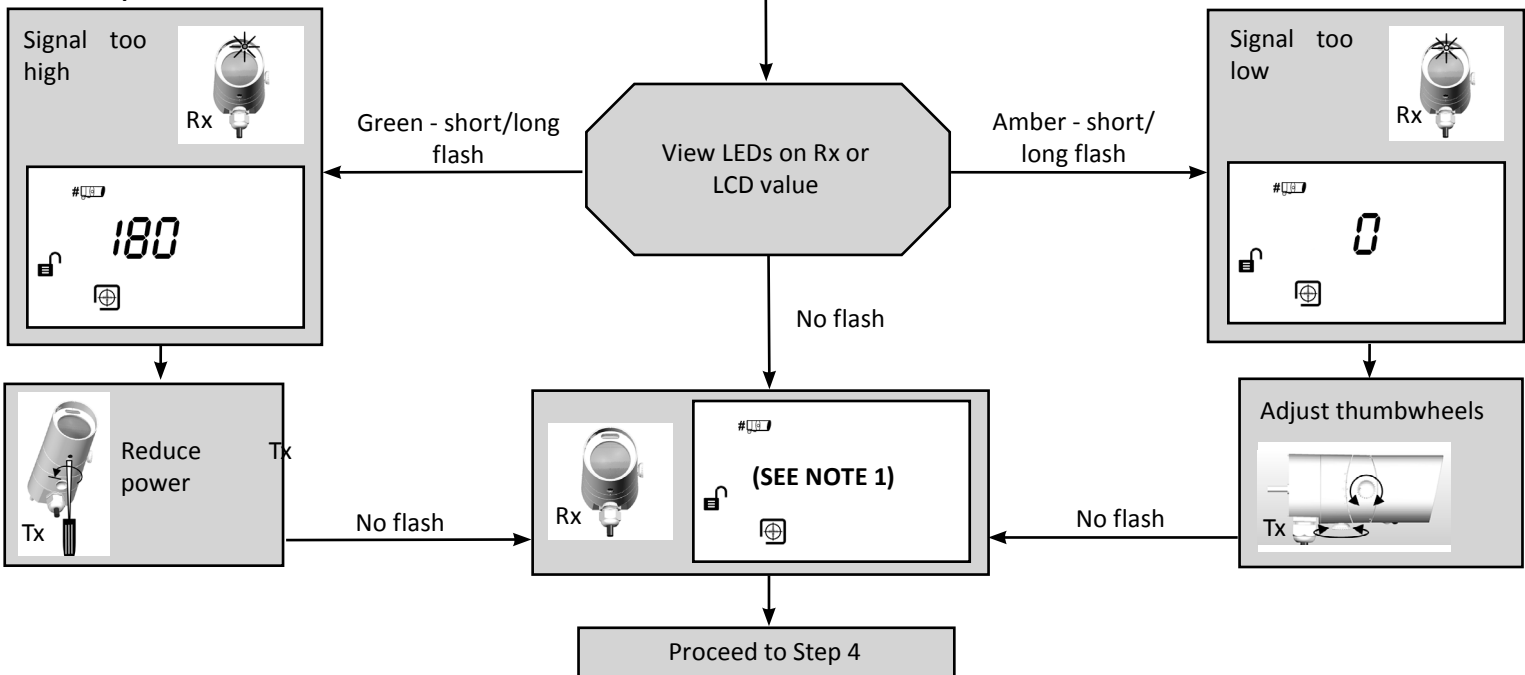 Signal too
high
Rx
#
180
Green - short/long
flash
View LEDs on Rx or
LCD value
Amber - short/
long flash
Signal too
low
Rx
#
0
No flash
Reduce Tx
power
Tx
No flash
Rx
#
(SEE NOTE 1)
No flash
Adjust thumbwheels
Tx
Proceed to Step 4